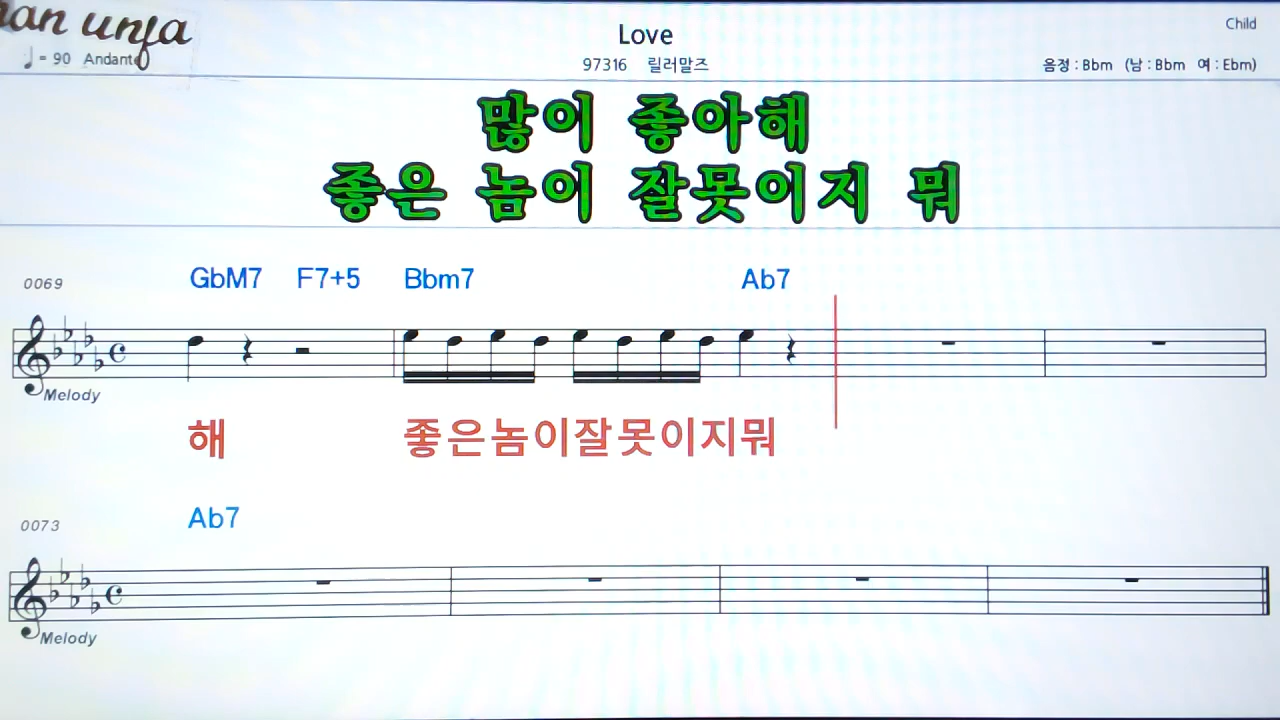 an unfa
Love
Child
♩= 90 Andante
97316 릴러말즈
음정 : Bbm (남 : Bbm 여 : Ebm)
많이 좋아해
좋은 놈이 잘못이지 뭐
0069
GbM7 F7+5 Bbm7 Ab7
Melody
해 좋은놈이잘못이지뭐
0073
Ab7
Melody